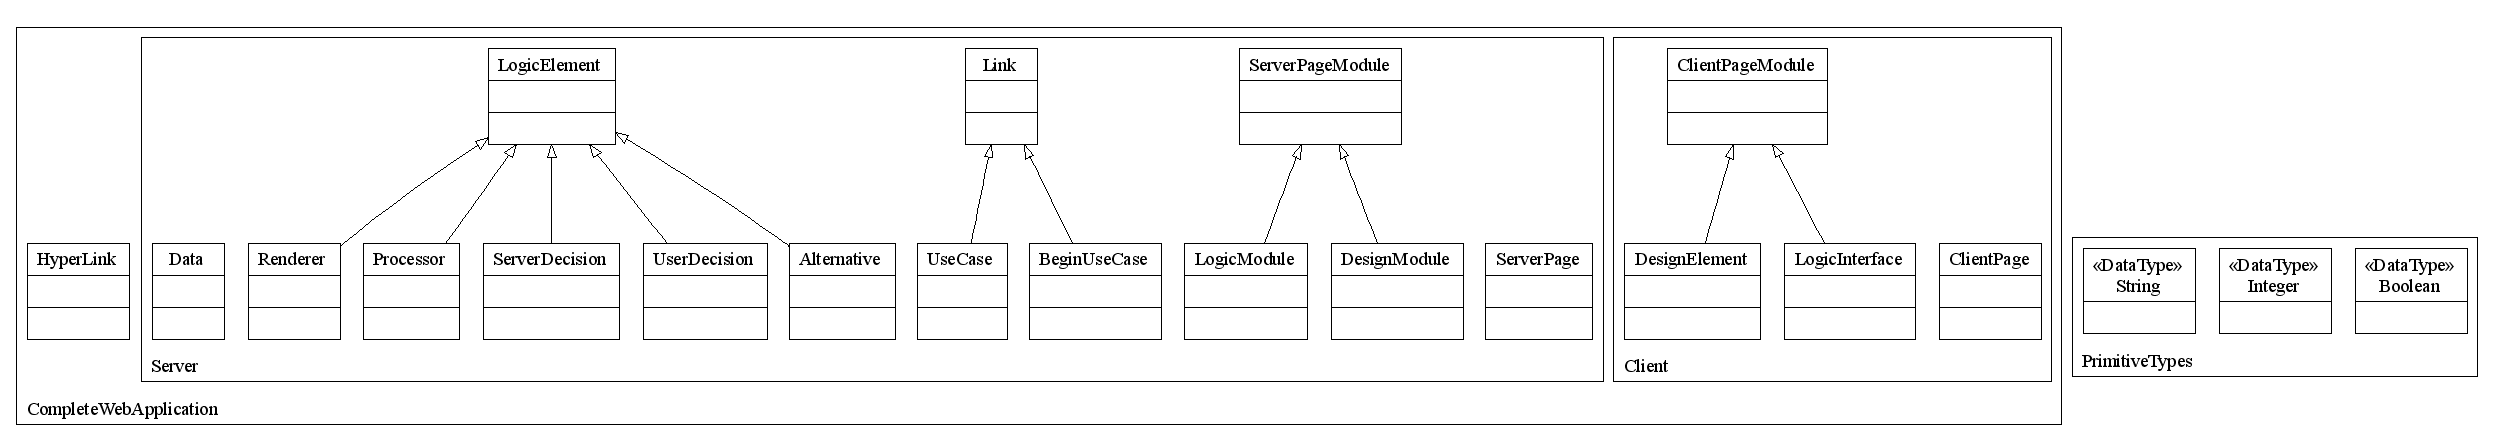 LogicElement
Link
ServerPageModule
ClientPageModule
HyperLink
Data
Renderer
Processor
ServerDecision
UserDecision
Alternative
UseCase
BeginUseCase
LogicModule
DesignModule
ServerPage
DesignElement
LogicInterface
ClientPage
«DataType»
String
«DataType»
Integer
«DataType»
Boolean
Server
Client
PrimitiveTypes
CompleteWebApplication